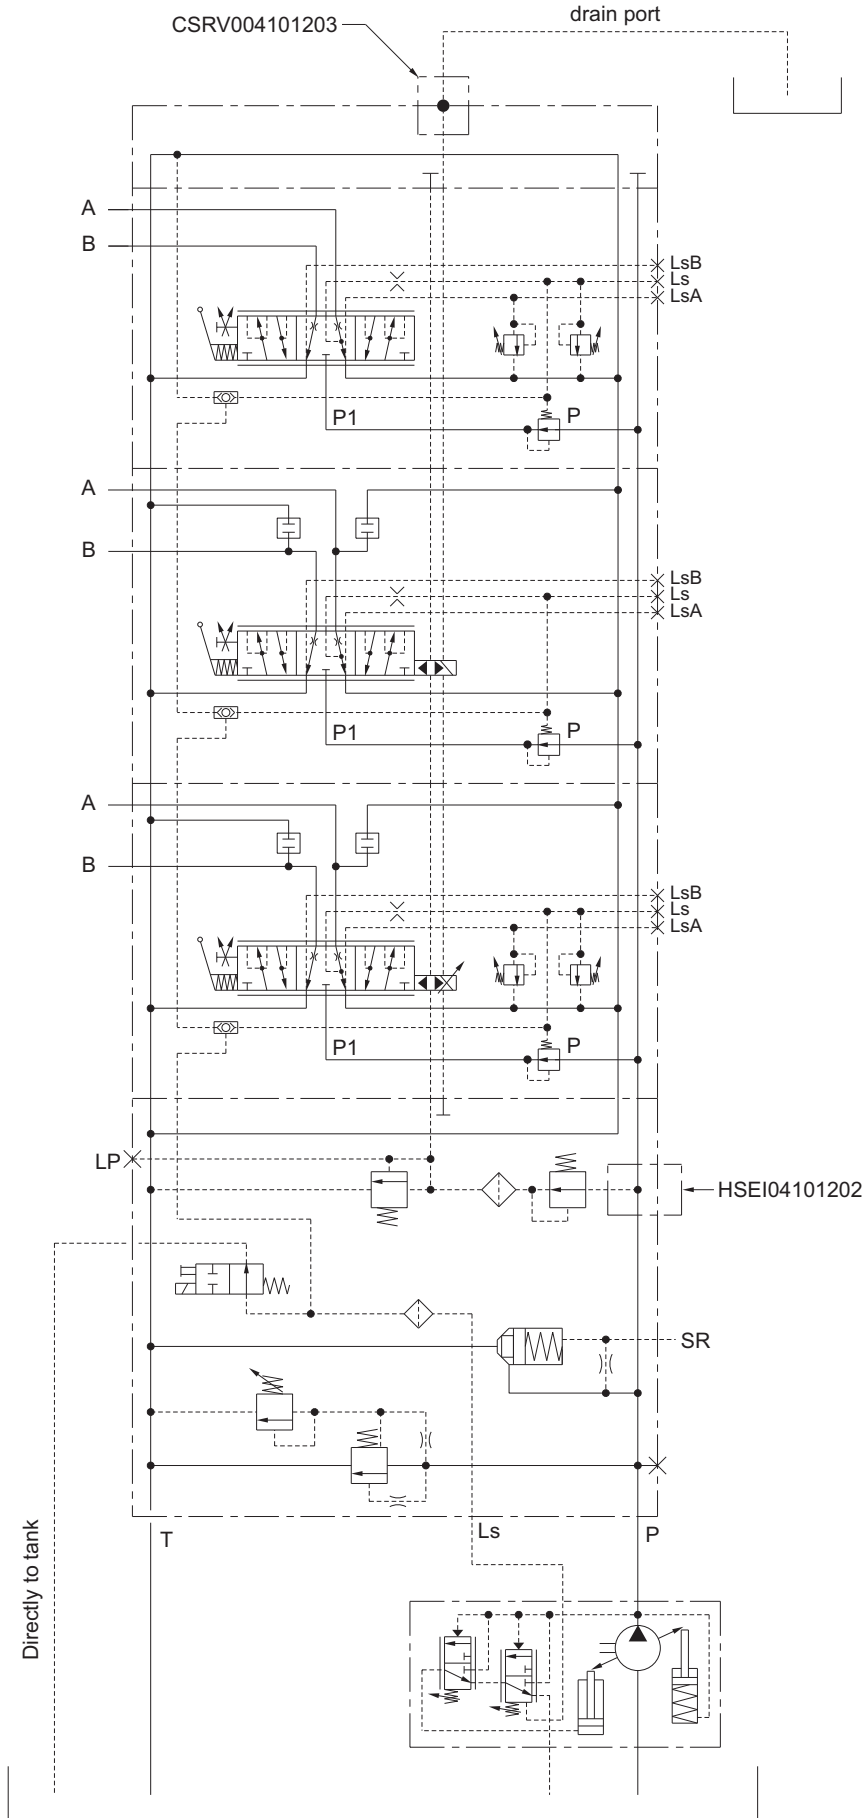 drain port
CSRV004101203
A
B
LsB
Ls
LsA
P1
P
A
B
LsB
Ls
LsA
P1
P
A
B
LsB
Ls
LsA
P1
P
LP
HSEI04101202
SR
T
Ls
P
Directly to tank